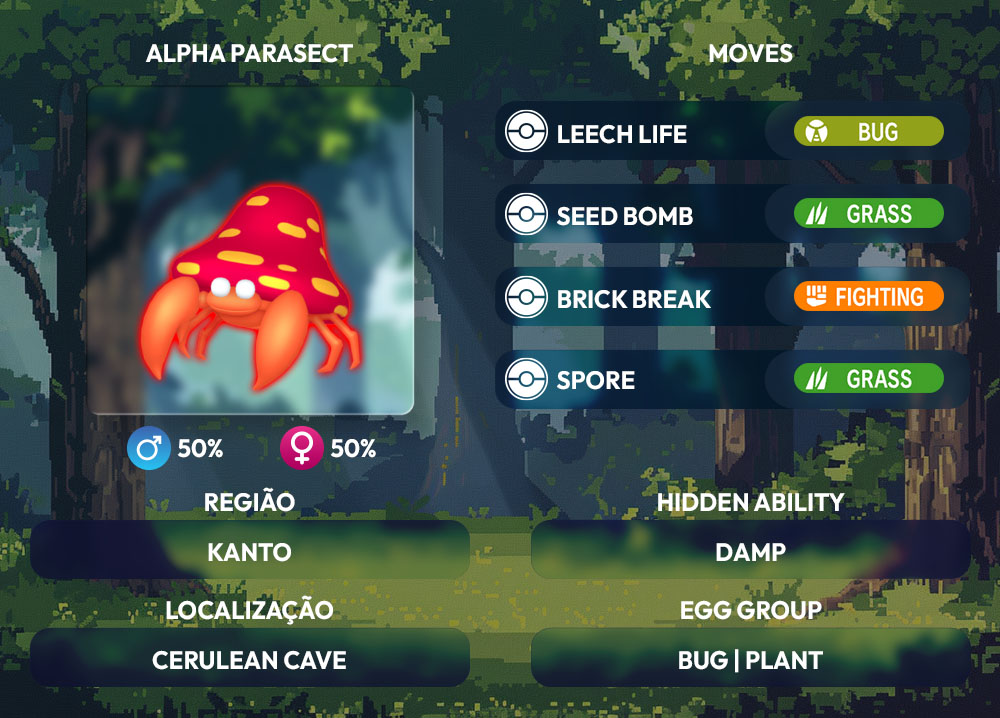 ALPHA PARASECT
MOVES
LEECH LIFE
BUG
SEED BOMB
GRASS
BRICK BREAK
FIGHTING
SPORE
GRASS
50%
50%
REGIÃO
KANTO
HIDDEN ABILITY
DAMP
LOCALIZAÇÃO
CERULEAN CAVE
EGG GROUP
BUG | PLANT